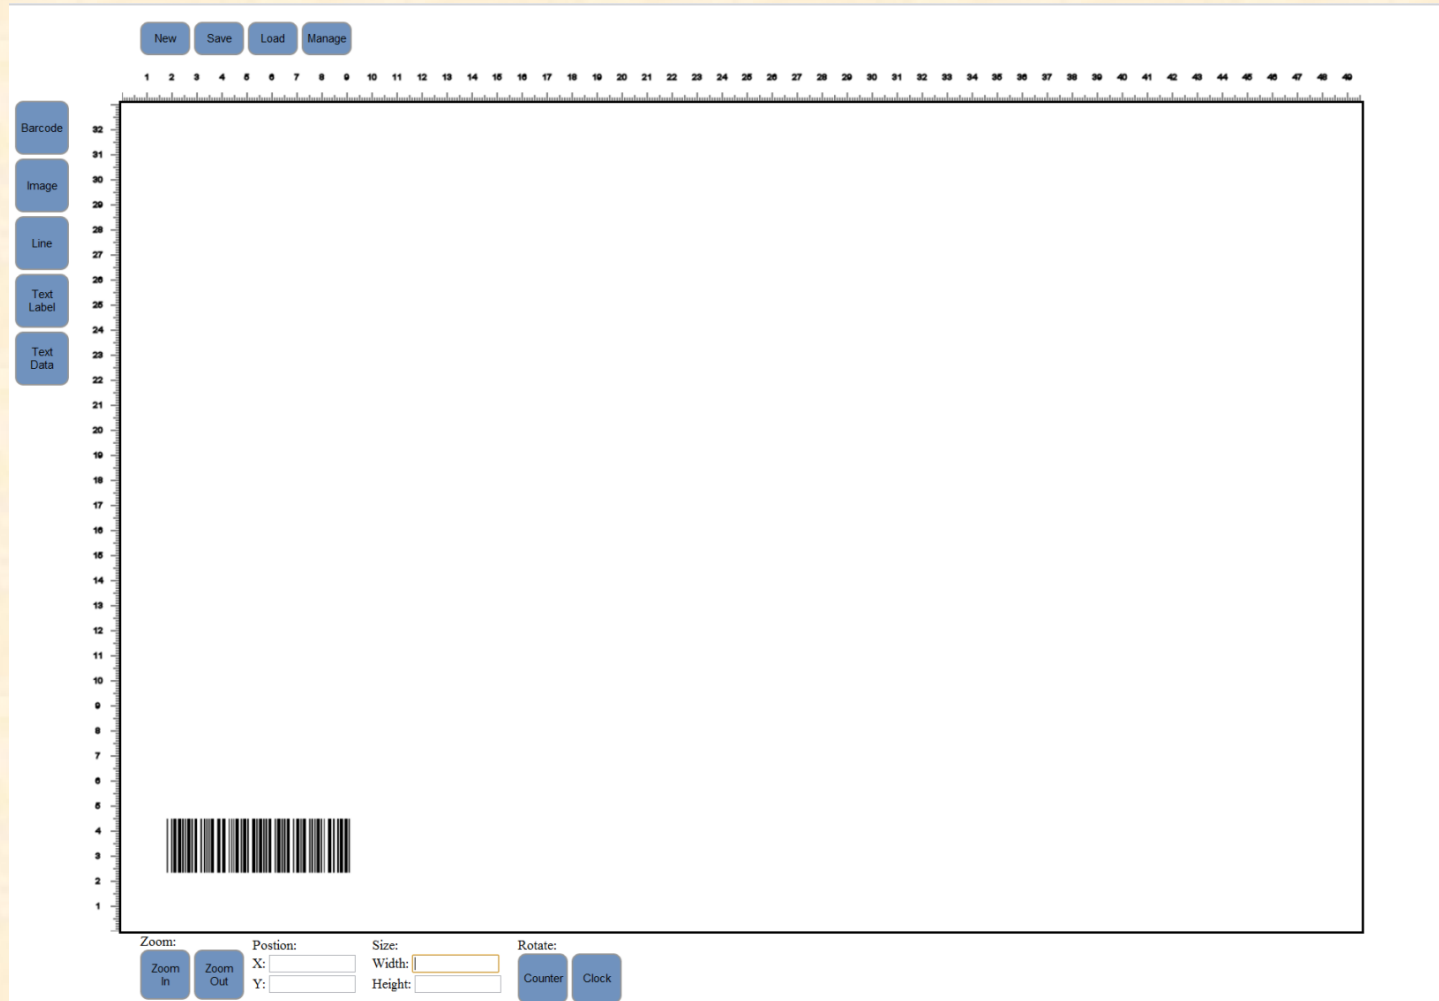 New Save Load Manage
1 2 3 4 5 6 7 8 9 10 11 12 13 14 15 16 17 18 19 20 21 22 23 24 25 26 27 28 29 30 31 32 33 34 35 36 37 38 39 40 41 42 43 44 45 46 47 48 49
Barcode
Image
Line
Text
Label
Text
Data
32
31
30
29
28
27
26
25
24
23
22
21
20
19
18
17
16
15
14
13
12
11
10
9
8
7
6
5
4
3
2
1
Zoom: Postion: Size: Rotate:
Zoom In Zoom Out X: Width: Counter Clock
Y: Height: